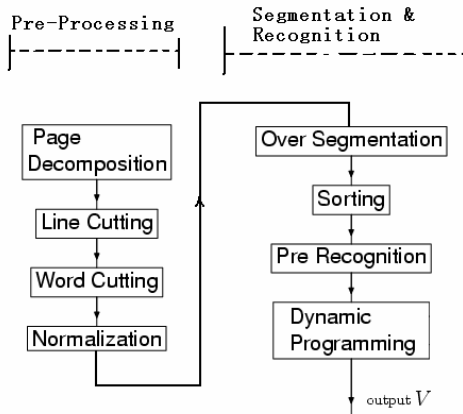 Pre-Processing
Segmentation &
Recognition
Page
Decomposition
Line Cutting
Word Cutting
Normalization
Over Segmentation
Sorting
Pre Recognition
Dynamic
Programming
output V